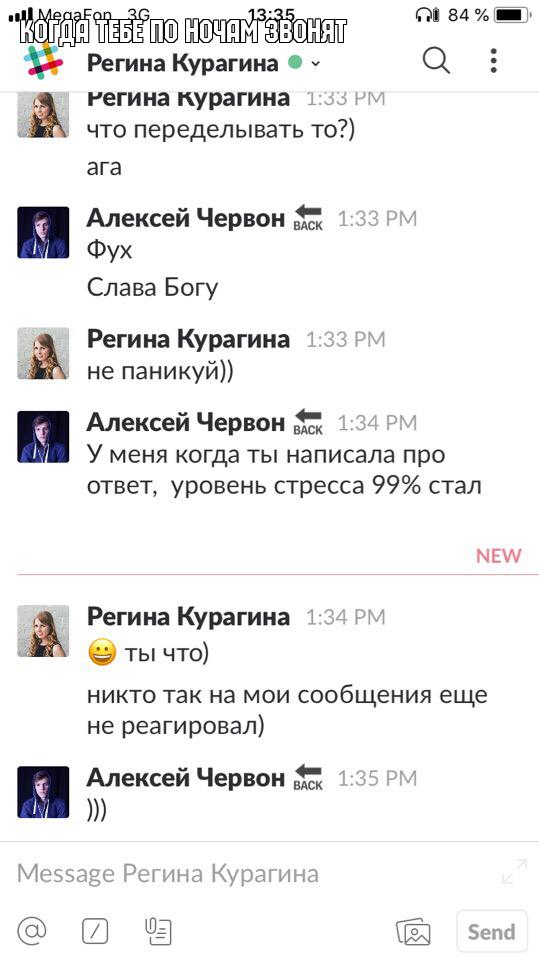 MegaFon 3G 13:35 84 %
КОГДА ТЕБЕ ПО НОЧАМ ЗВОНЯТ
Регина Курагина
Регина Курагина 1:33 PM
что переделывать то?)
ага
Алексей Червон BACK 1:33 PM
Фух
Слава Богу
Регина Курагина 1:33 PM
не паникуй))
Алексей Червон BACK 1:34 PM
У меня когда ты написала про
ответ, уровень стресса 99% стал
NEW
Регина Курагина 1:34 PM
😀 ты что)
никто так на мои сообщения еще
не реагировал)
Алексей Червон BACK 1:35 PM
)))
Message Регина Курагина
Send